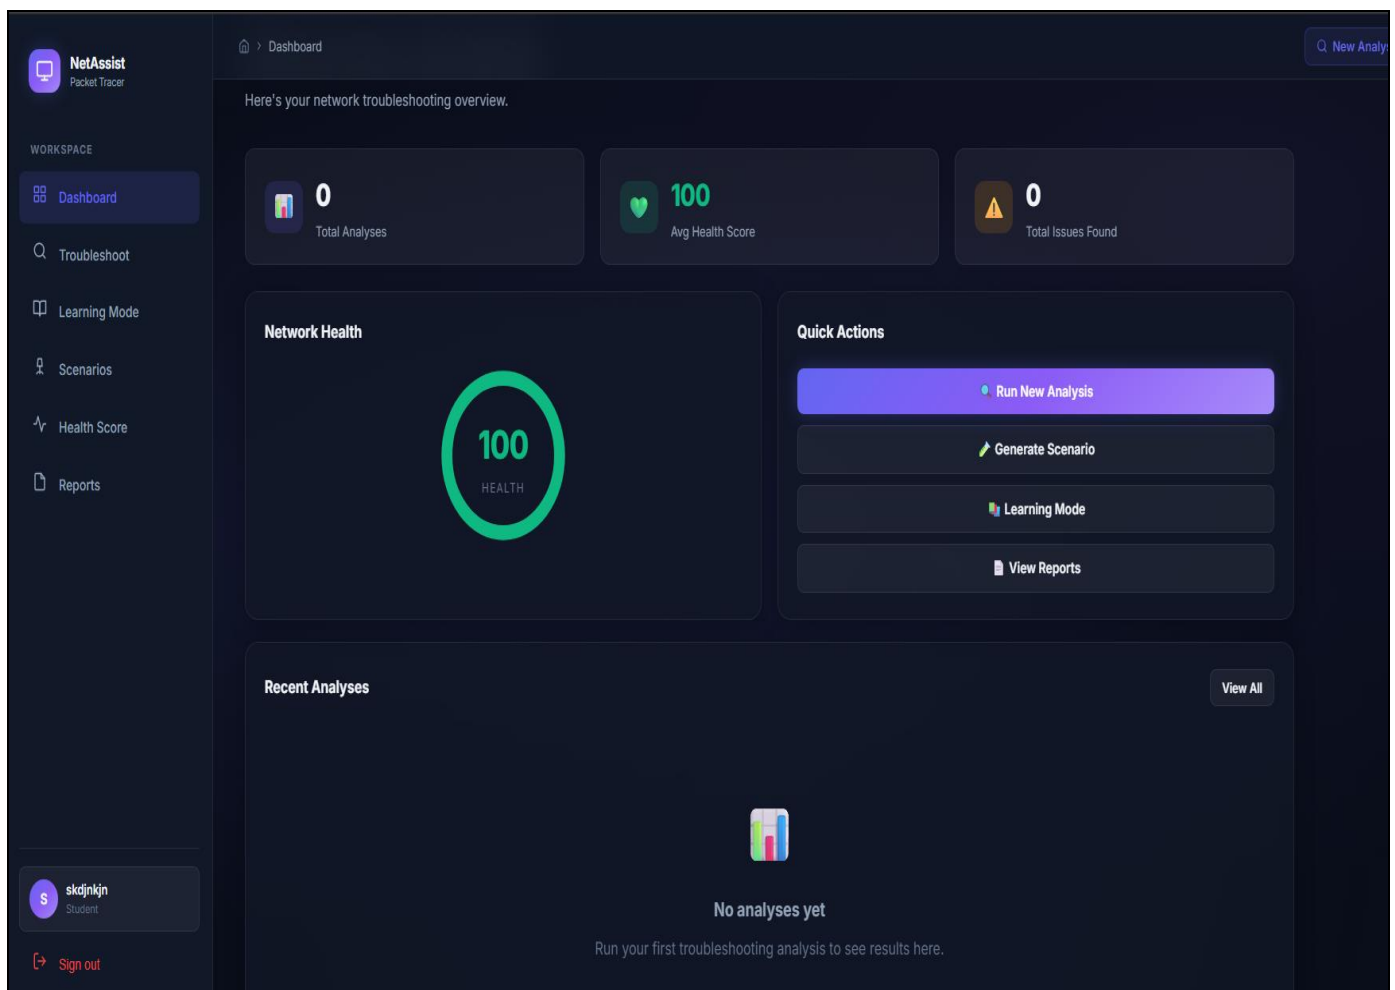 NetAssist
Packet Tracer
WORKSPACE
Dashboard
Troubleshoot
Learning Mode
Scenarios
Health Score
Reports
S
skdjnkjn
Student
Sign out
Dashboard
New Analys
Here's your network troubleshooting overview.
0
Total Analyses
100
Avg Health Score
0
Total Issues Found
Network Health
100
HEALTH
Quick Actions
Run New Analysis
Generate Scenario
Learning Mode
View Reports
Recent Analyses
View All
No analyses yet
Run your first troubleshooting analysis to see results here.